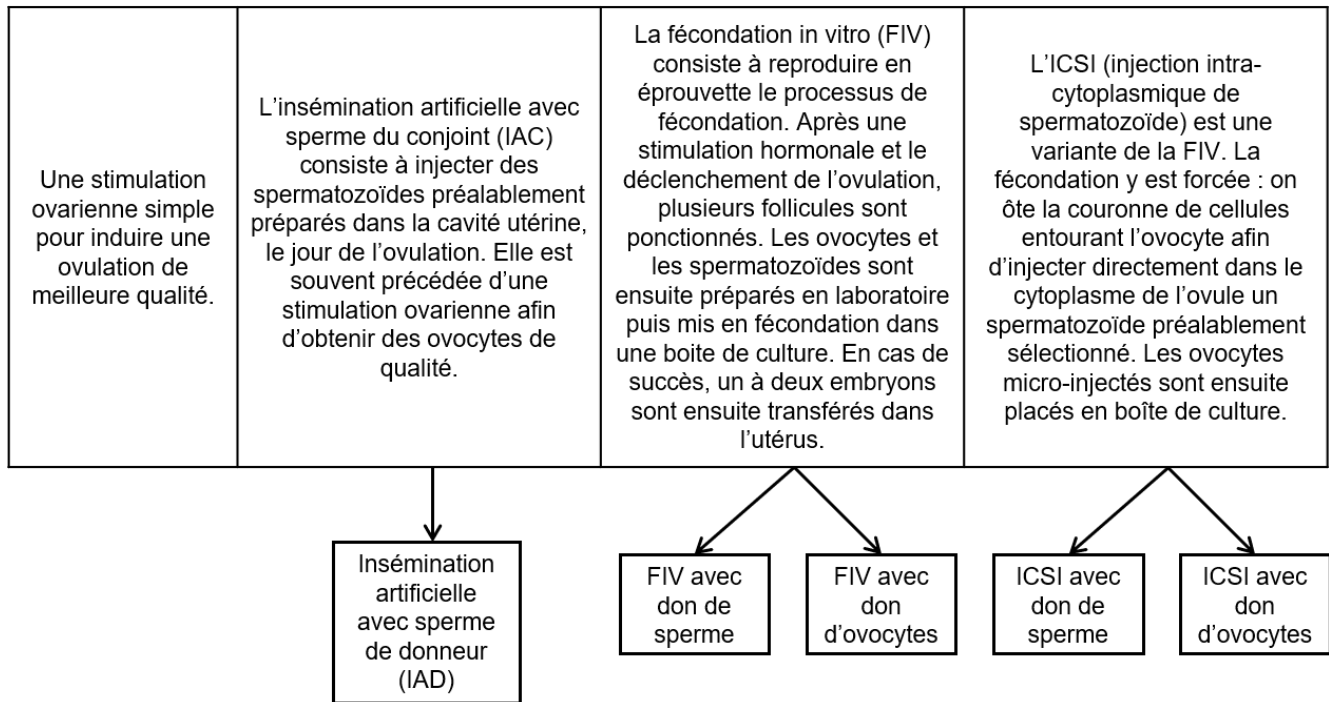 Une stimulation
ovarienne simple
pour induire une
ovulation de
meilleure qualité.
L’insémination artificielle avec
sperme du conjoint (IAC)
consiste à injecter des
spermatozoïdes préalablement
préparés dans la cavité utérine,
le jour de l’ovulation. Elle est
souvent précédée d’une
stimulation ovarienne afin
d’obtenir des ovocytes de
qualité.
La fécondation in vitro (FIV)
consiste à reproduire en
éprouvette le processus de
fécondation. Après une
stimulation hormonale et le
déclenchement de l’ovulation,
plusieurs follicules sont
ponctionnés. Les ovocytes et
les spermatozoïdes sont
ensuite préparés en laboratoire
puis mis en fécondation dans
une boite de culture. En cas de
succès, un à deux embryons
sont ensuite transférés dans
l’utérus.
L’ICSI (injection intra-
cytoplasmique de
spermatozoïde) est une
variante de la FIV. La
fécondation y est forcée : on
ôte la couronne de cellules
entourant l’ovocyte afin
d’injecter directement dans le
cytoplasme de l’ovule un
spermatozoïde préalablement
sélectionné. Les ovocytes
micro-injectés sont ensuite
placés en boîte de culture.
Insémination
artificielle
avec sperme
de donneur
(IAD)
FIV avec
don de
sperme
FIV avec
don
d’ovocytes
ICSI avec
don de
sperme
ICSI avec
don
d’ovocytes